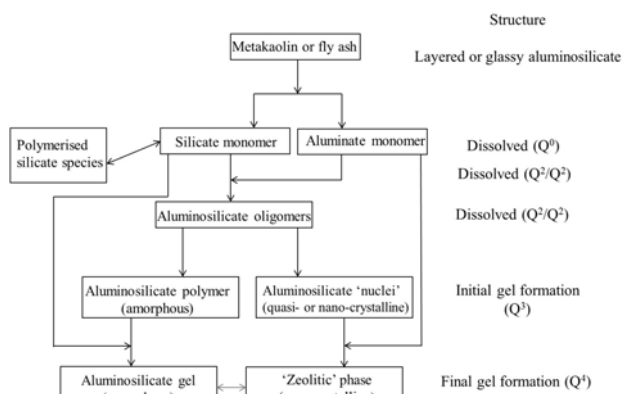 Structure
Metakaolin or fly ash
Layered or glassy aluminosilicate
Polymerised
silicate species
Silicate monomer
Aluminate monomer
Dissolved (Q⁰)
Dissolved (Q²/Q²)
Aluminosilicate oligomers
Dissolved (Q²/Q²)
Aluminosilicate polymer
(amorphous)
Aluminosilicate ‘nuclei’
(quasi- or nano-crystalline)
Initial gel formation
(Q³)
Aluminosilicate gel
‘Zeolitic’ phase
Final gel formation (Q⁴)